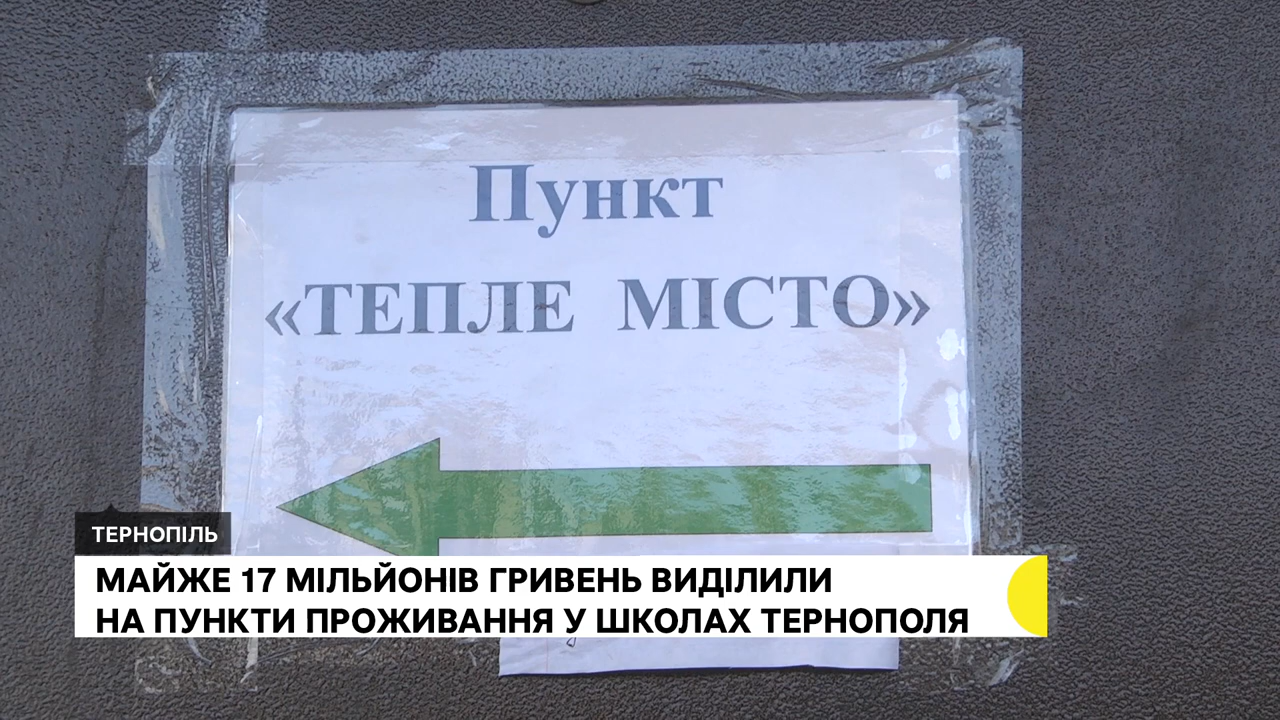 Пункт
«ТЕПЛЕ МІСТО»
ТЕРНОПІЛЬ
МАЙЖЕ 17 МІЛЬЙОНІВ ГРИВЕНЬ ВИДІЛИЛИ
НА ПУНКТИ ПРОЖИВАННЯ У ШКОЛАХ ТЕРНОПОЛЯ